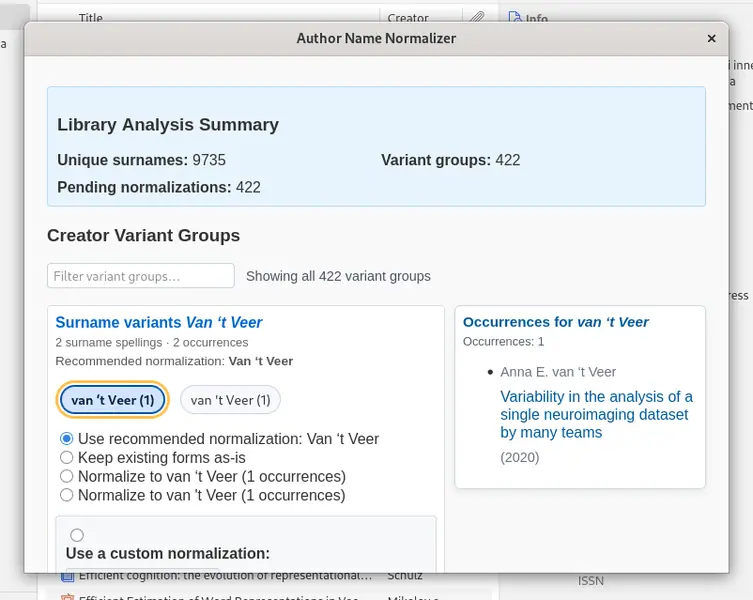 Title
Creator
Info
a
Author Name Normalizer
×
Library Analysis Summary
Unique surnames: 9735
Variant groups: 422
Pending normalizations: 422
Creator Variant Groups
Filter variant groups…
Showing all 422 variant groups
Surname variants Van ‘t Veer
2 surname spellings · 2 occurrences
Recommended normalization: Van ‘t Veer
van ‘t Veer (1)
van 't Veer (1)
Use recommended normalization: Van ‘t Veer
Keep existing forms as-is
Normalize to van ‘t Veer (1 occurrences)
Normalize to van 't Veer (1 occurrences)
Use a custom normalization:
Occurrences for van ‘t Veer
Occurrences: 1
• Anna E. van ‘t Veer
Variability in the analysis of a
single neuroimaging dataset
by many teams
(2020)
Efficient cognition: the evolution of representational…
Schulz
ISSN